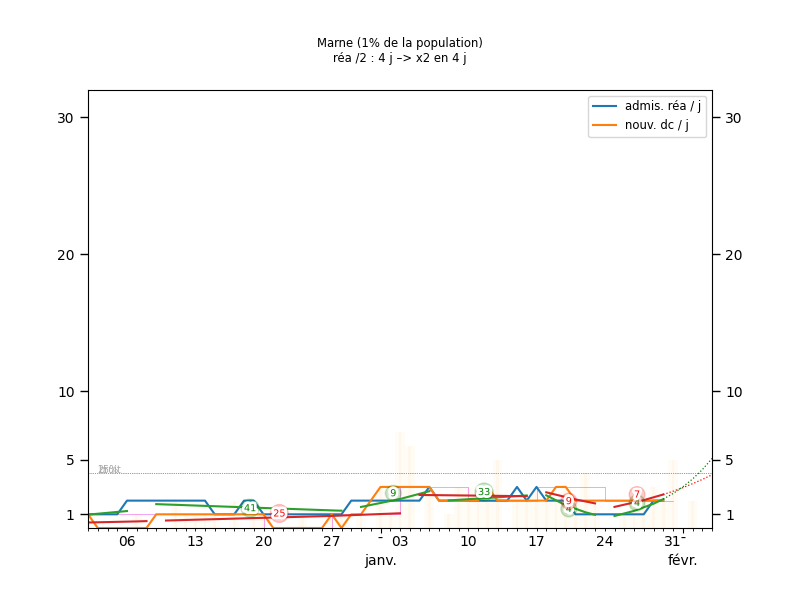 Marne (1% de la population)
réa /2 : 4 j –> x2 en 4 j
admis. réa / j
nouv. dc / j
30 30
20 20
10 10
5 5
1 1
41 25 9 33 9 7
06 13 20 27 - 03 10 17 24 31 -
janv. févr.